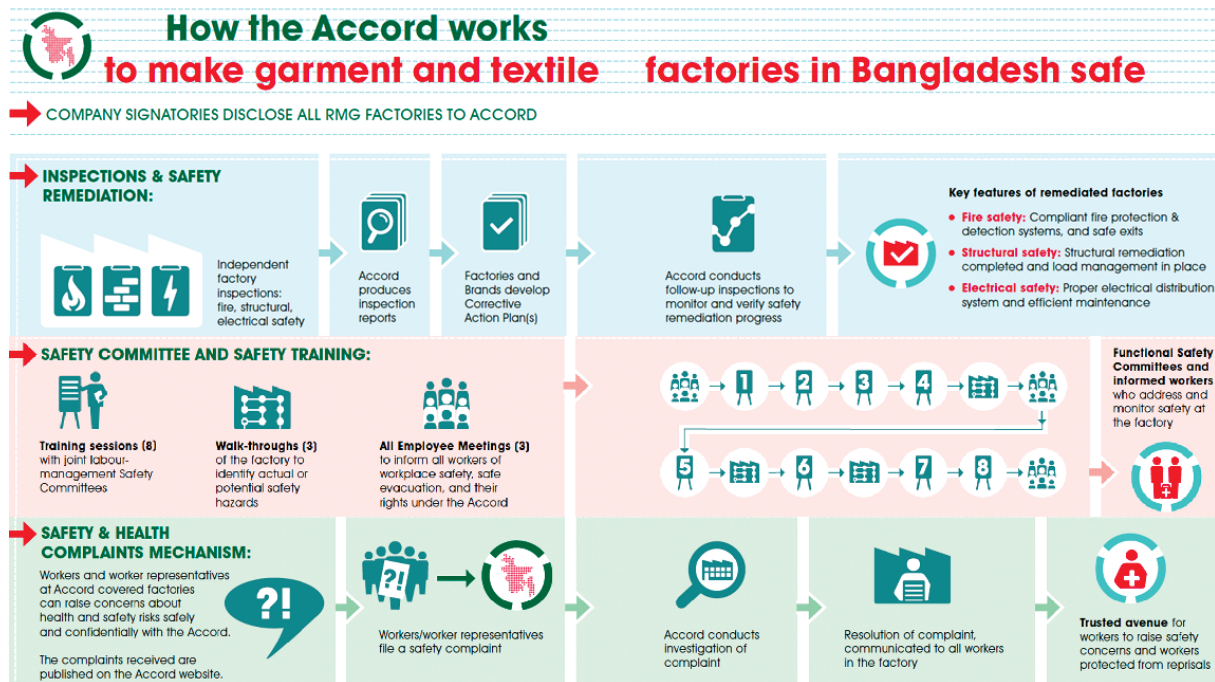 How the Accord works
to make garment and textile factories in Bangladesh safe
COMPANY SIGNATORIES DISCLOSE ALL RMG FACTORIES TO ACCORD
INSPECTIONS & SAFETY
REMEDIATION:
Independent
factory
inspections:
fire, structural,
electrical safety
Accord
produces
inspection
reports
Factories and
Brands develop
Corrective
Action Plan(s)
Accord conducts
follow-up inspections to
monitor and verify safety
remediation progress
Key features of remediated factories
• Fire safety: Compliant fire protection &
detection systems, and safe exits
• Structural safety: Structural remediation
completed and load management in place
• Electrical safety: Proper electrical distribution
system and efficient maintenance
SAFETY COMMITTEE AND SAFETY TRAINING:
Training sessions (8)
with joint labour-
management Safety
Committees
Walk-throughs (3)
of the factory to
identify actual or
potential safety
hazards
All Employee Meetings (3)
to inform all workers of
workplace safety, safe
evacuation, and their
rights under the Accord
1 2 3 4
5 6 7 8
Functional Safety
Committees and
informed workers
who address and
monitor safety at
the factory
SAFETY & HEALTH
COMPLAINTS MECHANISM:
Workers and worker representatives
at Accord covered factories
can raise concerns about
health and safety risks safely
and confidentially with the Accord.
The complaints received are
published on the Accord website.
?!
?!
Workers/worker representatives
file a safety complaint
Accord conducts
investigation of
complaint
Resolution of complaint,
communicated to all workers
in the factory
Trusted avenue for
workers to raise safety
concerns and workers
protected from reprisals